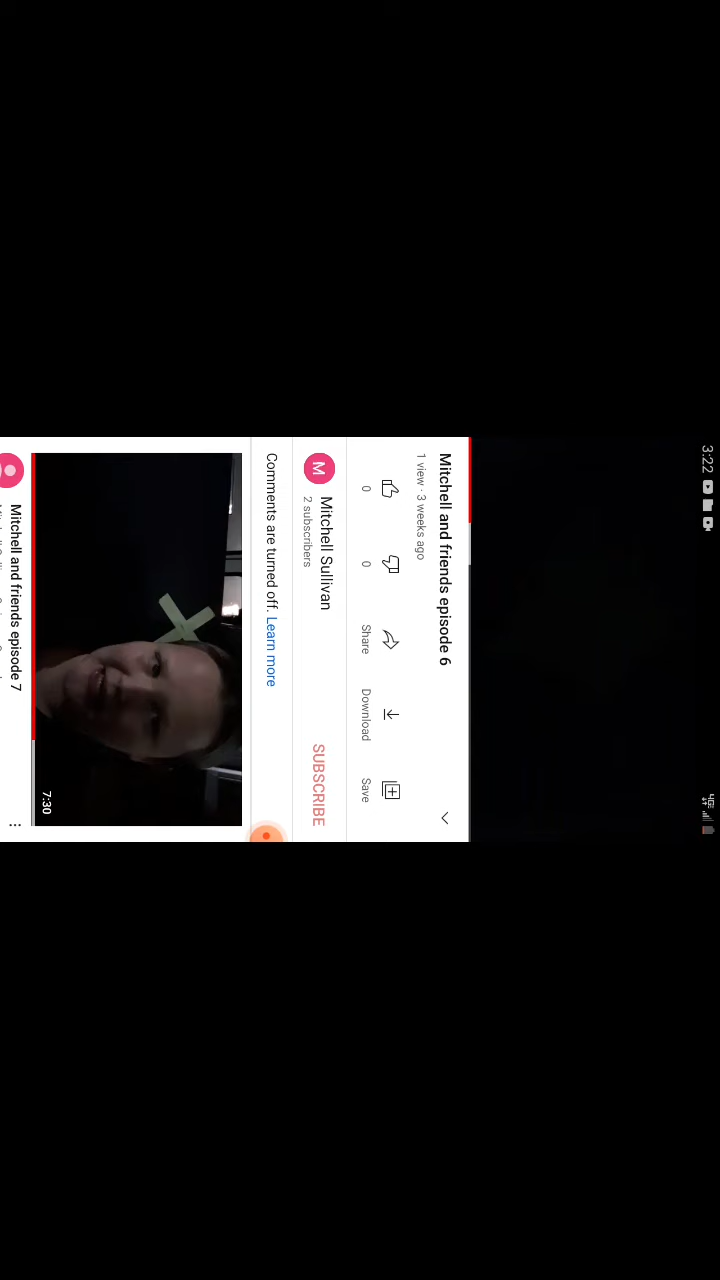 3:22
4GE
Mitchell and friends episode 6
1 view · 3 weeks ago
0
0
Share
Download
Save
M
Mitchell Sullivan
2 subscribers
SUBSCRIBE
Comments are turned off. Learn more
7:30
Mitchell and friends episode 7